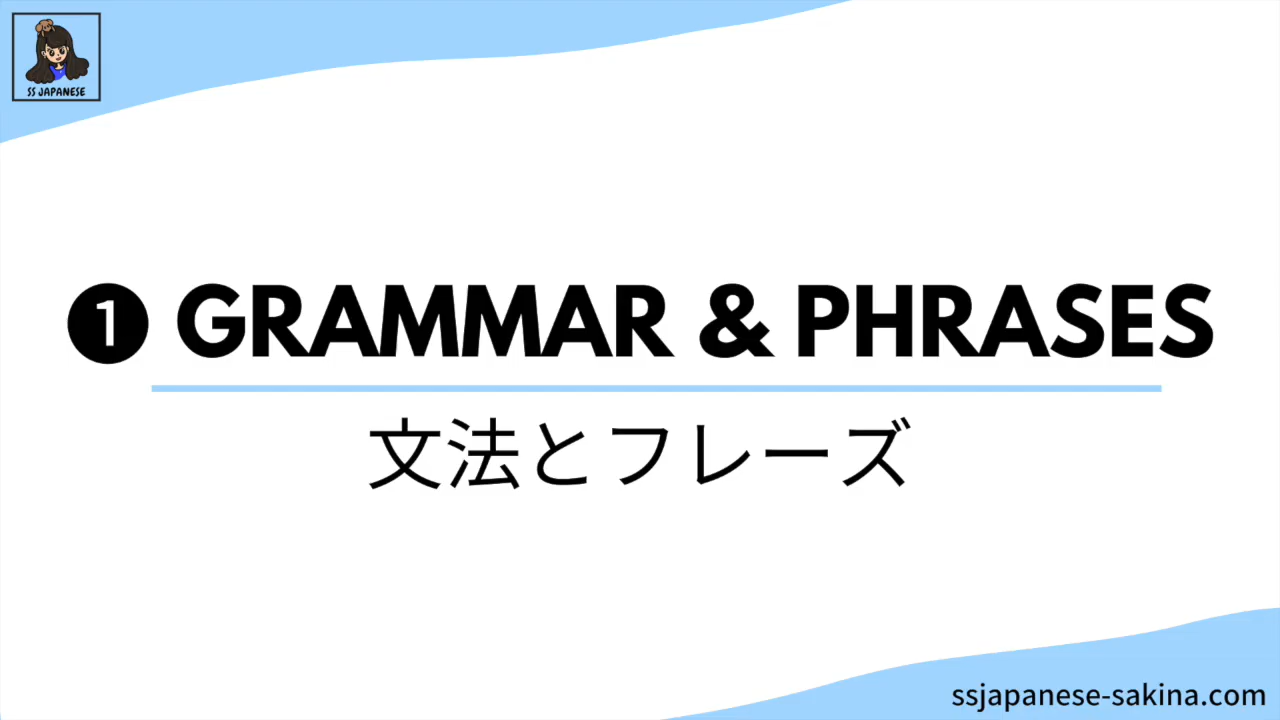 SS JAPANESE
❶ GRAMMAR & PHRASES
文法とフレーズ
ssjapanese-sakina.com